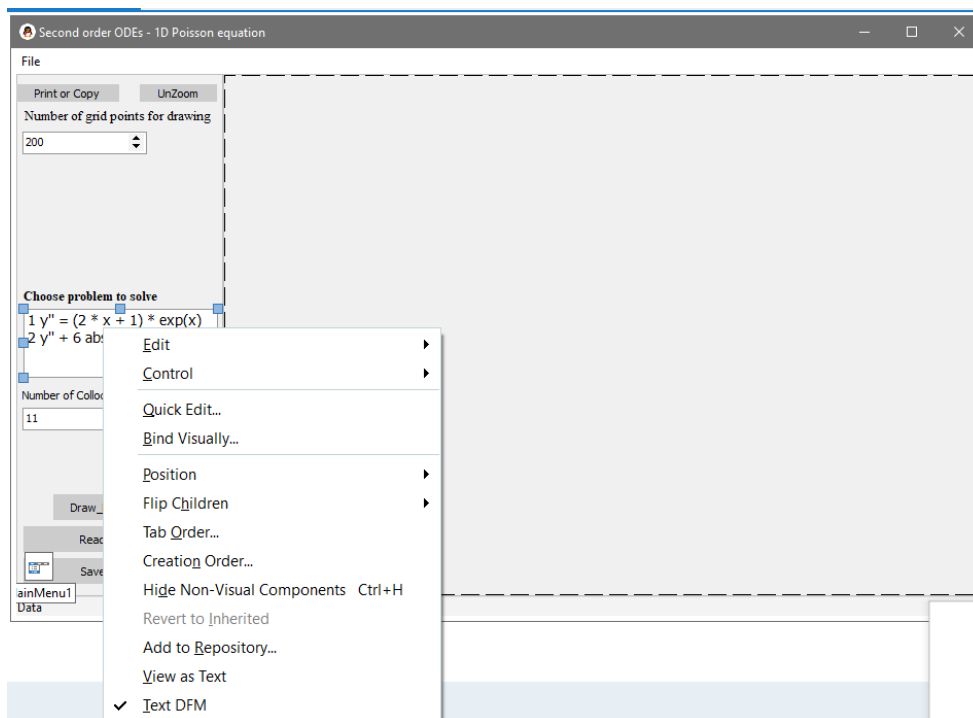 Second order ODEs - 1D Poisson equation
File
Print or Copy UnZoom
Number of grid points for drawing
200
Choose problem to solve
1 y" = (2 * x + 1) * exp(x)
2 y" + 6 abs
Number of Colloc
11
Draw_
Read
Save
ainMenu1
Data
Edit
Control
Quick Edit...
Bind Visually...
Position
Flip Children
Tab Order...
Creation Order...
Hide Non-Visual Components Ctrl+H
Revert to Inherited
Add to Repository...
View as Text
Text DFM